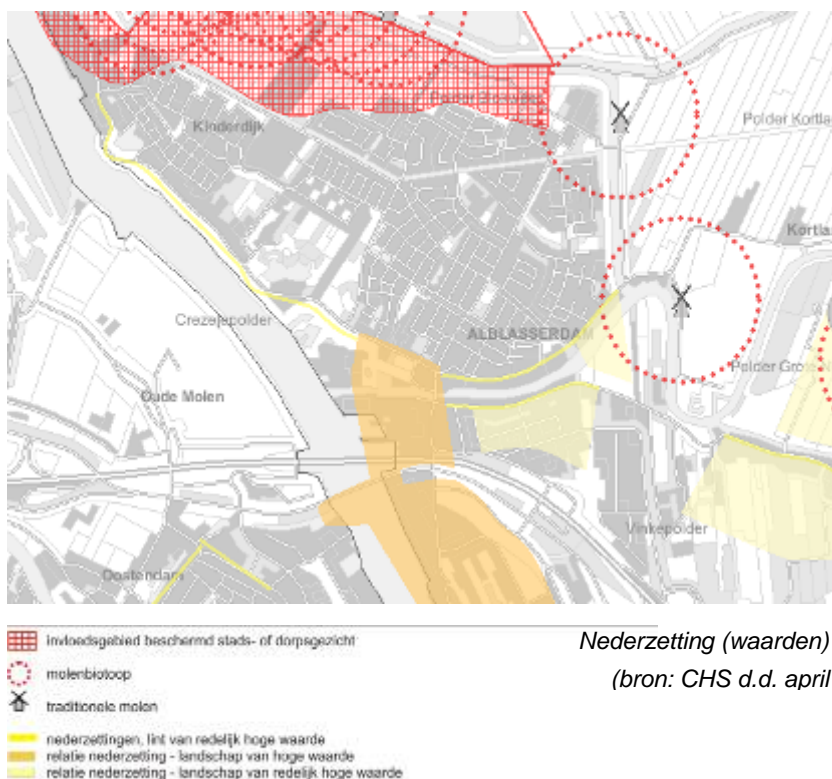 Kinderdijk
Polder Kortla
Kortla
Crezejepolder
ALBLASSERDAM
Polder Grote N
Oude Molen
Vinkepolder
Oostendam
invloedsgebied beschermd stads- of dorpsgezicht
molenbiotoop
traditionele molen
nederzettingen, lint van redelijk hoge waarde
relatie nederzetting - landschap van hoge waarde
relatie nederzetting - landschap van redelijk hoge waarde
Nederzetting (waarden)
(bron: CHS d.d. april